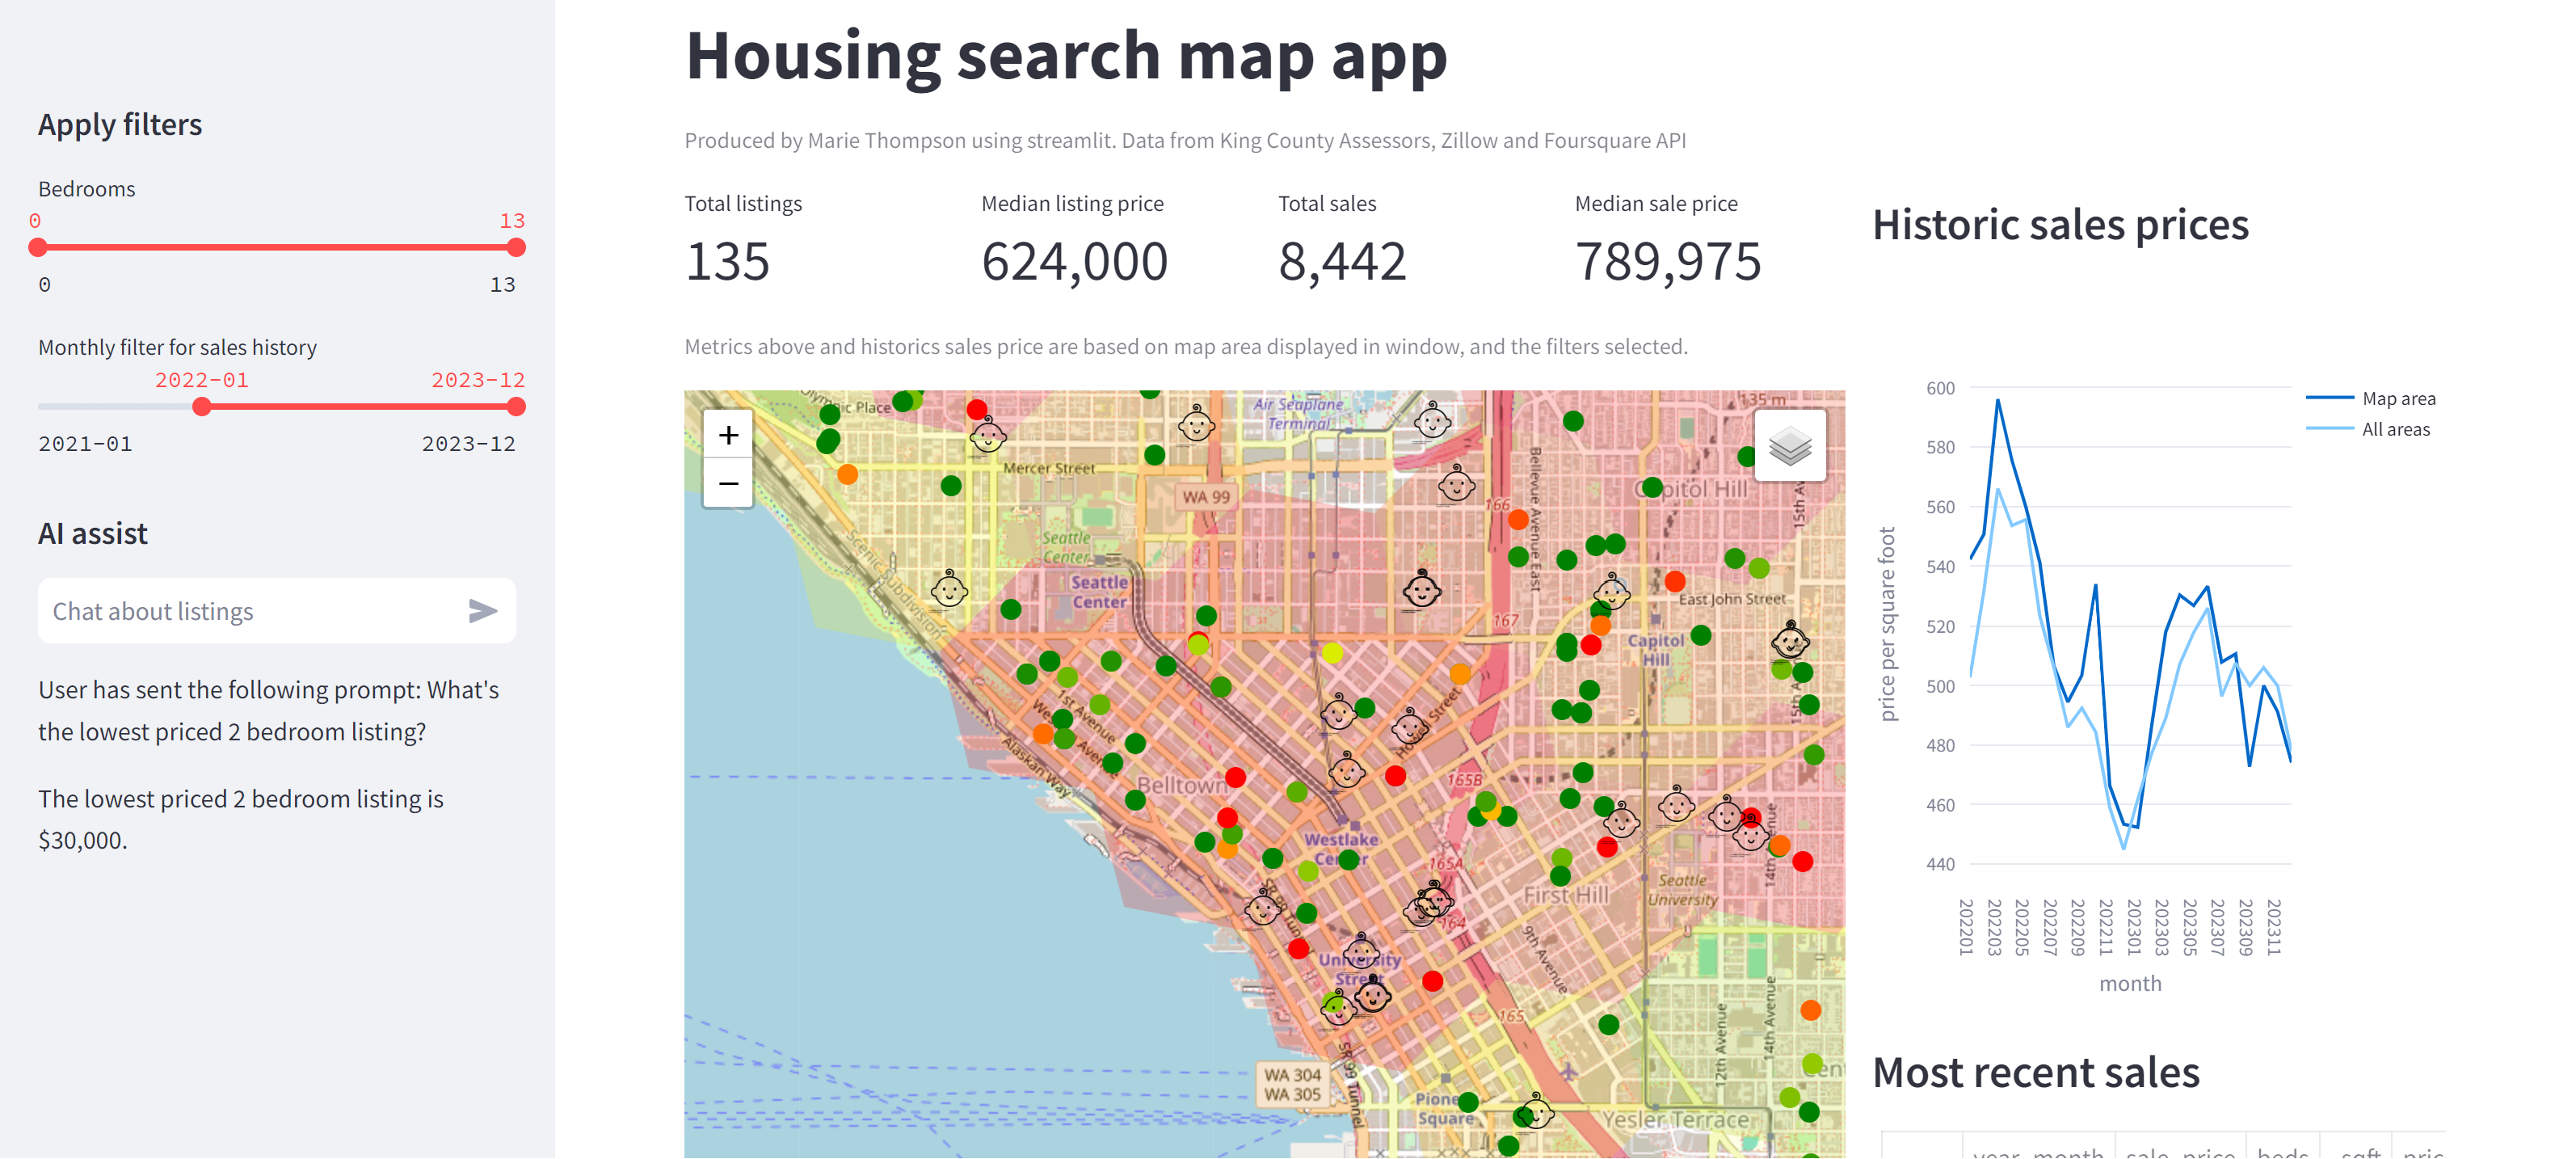 Apply filters
Bedrooms
0 13
0 13
Monthly filter for sales history
2022-01 2023-12
2021-01 2023-12
AI assist
Chat about listings
User has sent the following prompt: What's
the lowest priced 2 bedroom listing?
The lowest priced 2 bedroom listing is
$30,000.
Housing search map app
Produced by Marie Thompson using streamlit. Data from King County Assessors, Zillow and Foursquare API
Total listings
135
Median listing price
624,000
Total sales
8,442
Median sale price
789,975
Metrics above and historics sales price are based on map area displayed in window, and the filters selected.
+
−
Air Seaplane
Terminal
135 m
Mercer Street
WA 99
166
Bellevue Avenue East
Seattle
Center
Seattle
Center
Scenic Subdivision
East John Street
167
Capitol
Hill
1st Avenue
Alaskan Way
Belltown
165B
Westlake
165A
First Hill
Seattle
University
14th Avenue
164
9th Avenue
University
165
12th Avenue
14th Avenue
SR 99 Tunnel
WA 304
WA 305
Square
Yesler Terrace
Historic sales prices
600
580
560
540
520
500
480
460
440
price per square foot
202201
202203
202205
202207
202209
202211
202301
202303
202305
202307
202309
202311
month
Map area
All areas
Most recent sales
year_month sale_price beds sqft